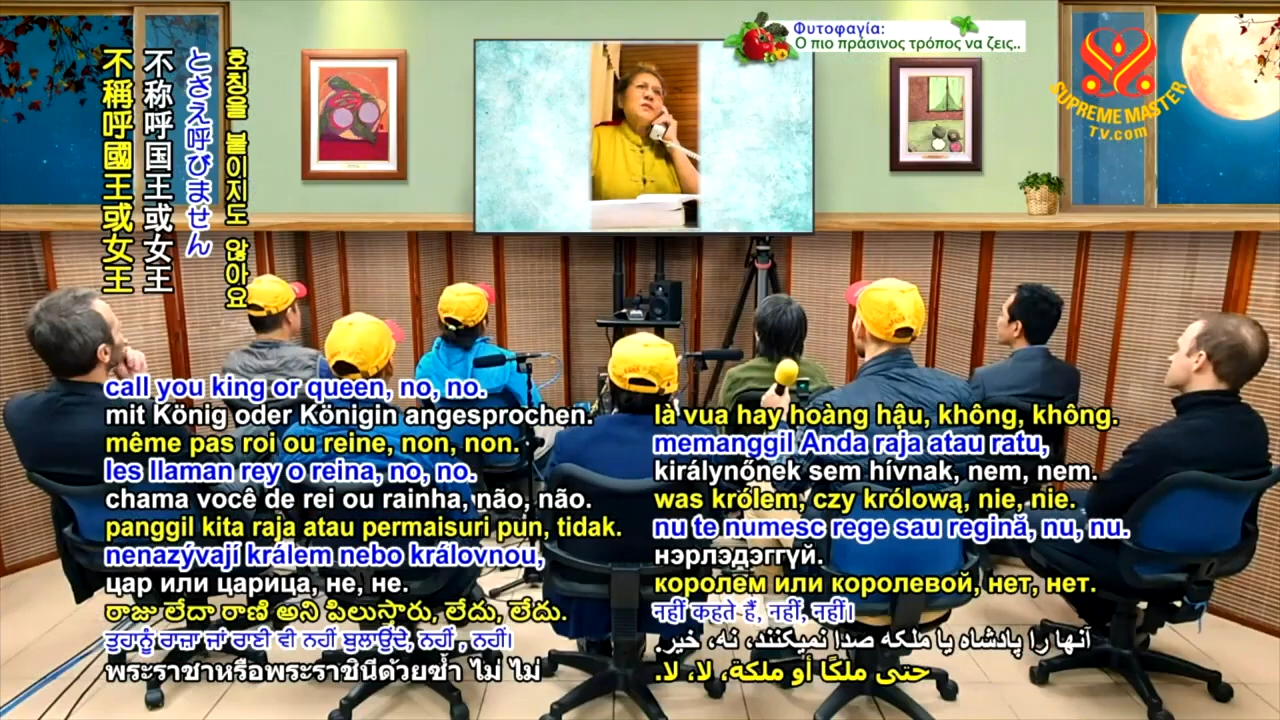 Φυτοφαγία:
Ο πιο πράσινος τρόπος να ζεις..
SUPREME MASTER
TV.com
호칭을 붙이지도 않아요
とさえ呼びません
不称呼国王或女王
不稱呼國王或女王
call you king or queen, no, no.
mit König oder Königin angesprochen.
même pas roi ou reine, non, non.
les llaman rey o reina, no, no.
chama você de rei ou rainha, não, não.
panggil kita raja atau permaisuri pun, tidak.
nenazývají králem nebo královnou,
цар или царица, не, не.
రాజు లేదా రాణి అని పిలుస్తారు, లేదు, లేదు.
ਤੁਹਾਨੂੰ ਰਾਜਾ ਜਾਂ ਰਾਣੀ ਵੀ ਨਹੀਂ ਬੁਲਾਉਂਦੇ, ਨਹੀਂ , ਨਹੀਂ।
พระราชาหรือพระราชินีด้วยซ้ำ ไม่ ไม่
là vua hay hoàng hậu, không, không.
memanggil Anda raja atau ratu,
királynőnek sem hívnak, nem, nem.
was królem, czy królową, nie, nie.
nu te numesc rege sau regină, nu, nu.
нэрлэдэггүй.
королем или королевой, нет, нет.
नहीं कहते हैं, नहीं, नहीं।
آنها را پادشاه یا ملکه صدا نمیکنند، نه، خیر.
حتى ملكًا أو ملكة، لا، لا.